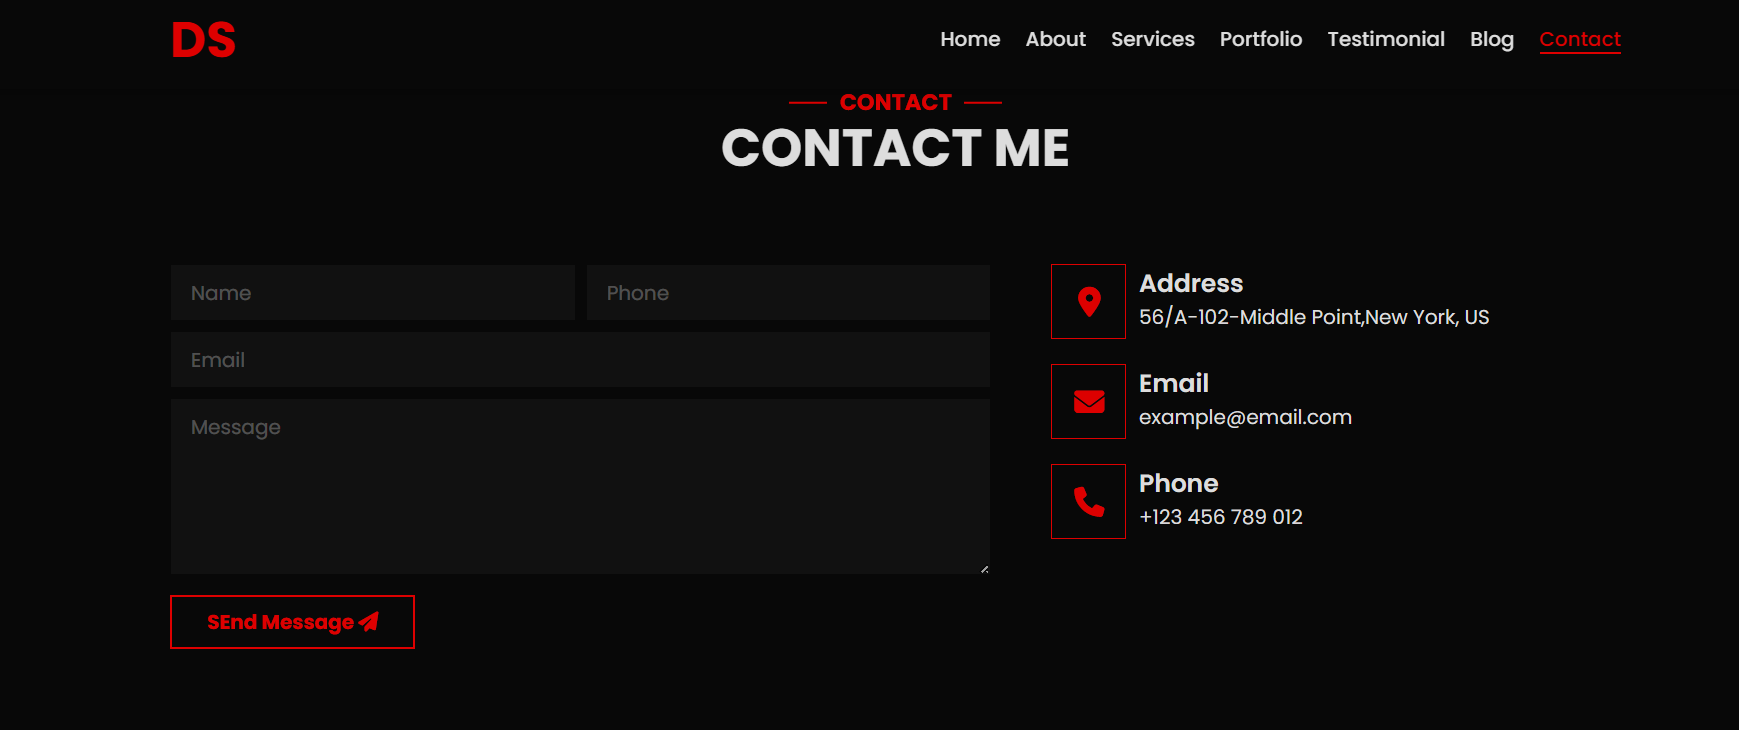 DS
Home About Services Portfolio Testimonial Blog Contact
CONTACT
CONTACT ME
Name
Phone
Email
Message
SEnd Message
Address
56/A-102-Middle Point,New York, US
Email
example@email.com
Phone
+123 456 789 012